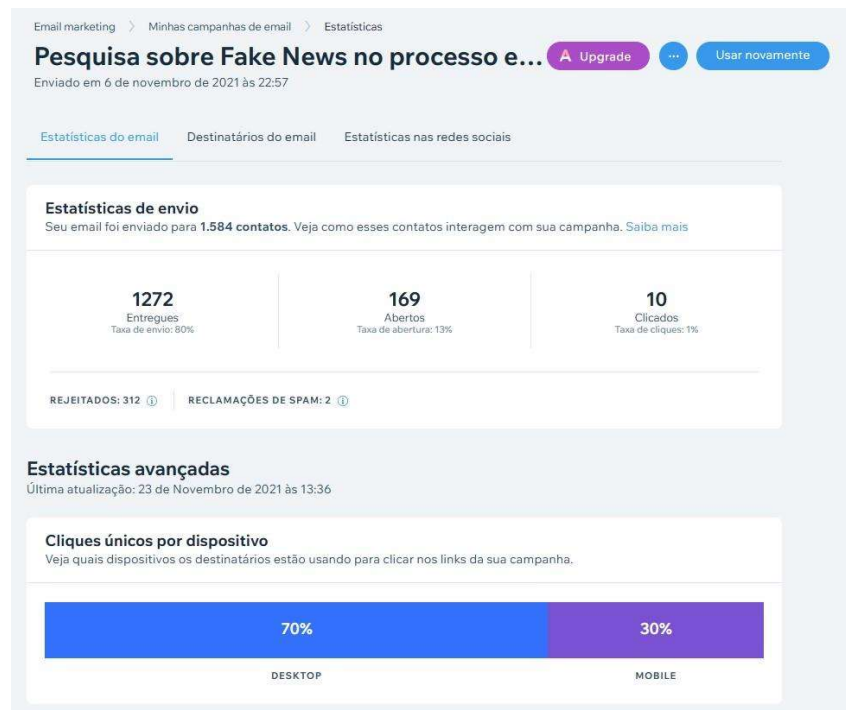 Email marketing > Minhas campanhas de email > Estatísticas
Pesquisa sobre Fake News no processo e...
Upgrade
...
Usar novamente
Enviado em 6 de novembro de 2021 às 22:57
Estatísticas do email
Destinatários do email
Estatísticas nas redes sociais
Estatísticas de envio
Seu email foi enviado para 1.584 contatos. Veja como esses contatos interagem com sua campanha. Saiba mais
1272
Entregues
Taxa de envio: 80%
169
Abertos
Taxa de abertura: 13%
10
Clicados
Taxa de cliques: 1%
REJEITADOS: 312
RECLAMAÇÕES DE SPAM: 2
Estatísticas avançadas
Última atualização: 23 de Novembro de 2021 às 13:36
Cliques únicos por dispositivo
Veja quais dispositivos os destinatários estão usando para clicar nos links da sua campanha.
70%
30%
DESKTOP
MOBILE